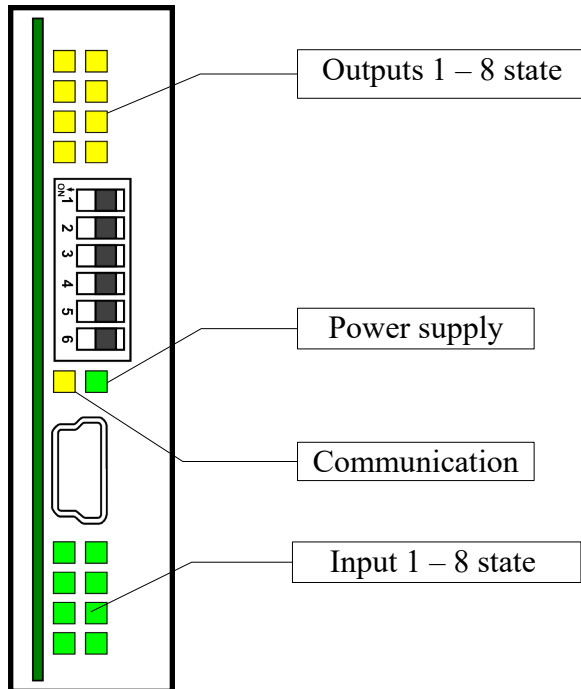 Outputs 1 – 8 state
ON
1
2
3
4
5
6
Power supply
Communication
Input 1 – 8 state